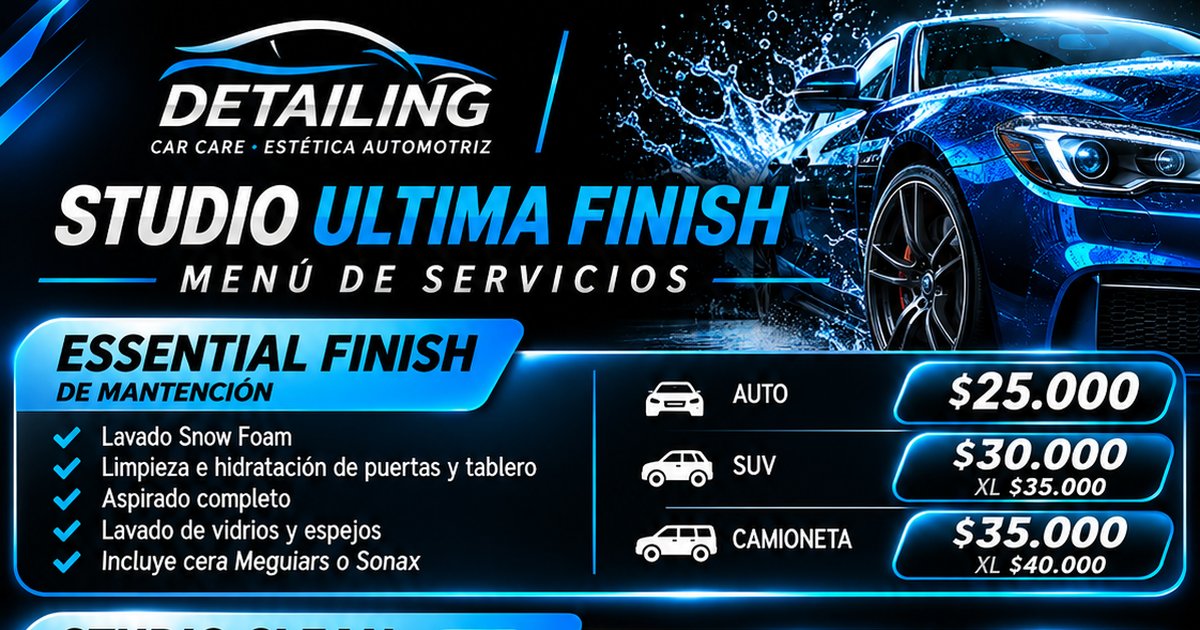 DETAILING
CAR CARE • ESTÉTICA AUTOMOTRIZ
STUDIO ULTIMA FINISH
MENÚ DE SERVICIOS
ESSENTIAL FINISH
DE MANTENCIÓN
Lavado Snow Foam
Limpieza e hidratación de puertas y tablero
Aspirado completo
Lavado de vidrios y espejos
Incluye cera Meguiars o Sonax
AUTO $25.000
SUV $30.000
XL $35.000
CAMIONETA $35.000
XL $40.000